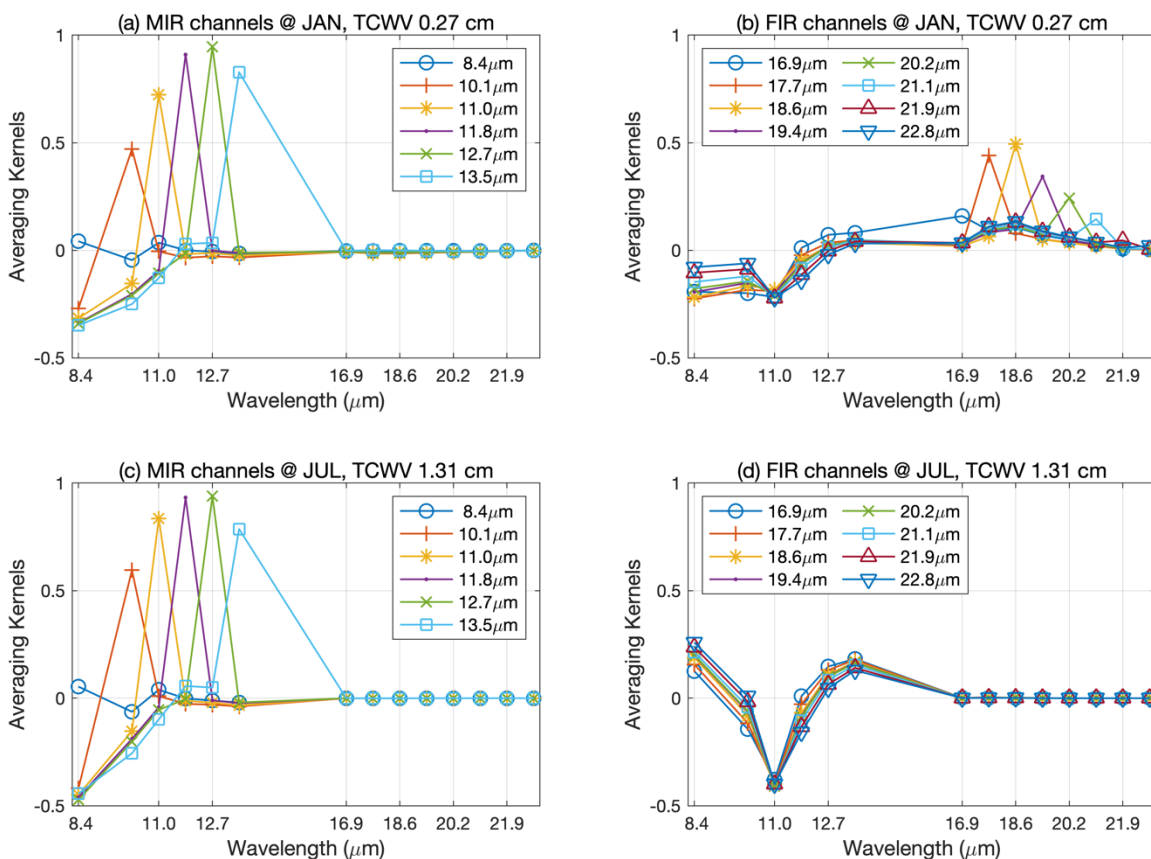 (a) MIR channels @ JAN, TCWV 0.27 cm
Averaging Kernels
1
0.5
0
-0.5
8.4μm
10.1μm
11.0μm
11.8μm
12.7μm
13.5μm
8.4 11.0 12.7 16.9 18.6 20.2 21.9
Wavelength (μm)
(b) FIR channels @ JAN, TCWV 0.27 cm
Averaging Kernels
1
0.5
0
-0.5
16.9μm 20.2μm
17.7μm 21.1μm
18.6μm 21.9μm
19.4μm 22.8μm
8.4 11.0 12.7 16.9 18.6 20.2 21.9
Wavelength (μm)
(c) MIR channels @ JUL, TCWV 1.31 cm
Averaging Kernels
1
0.5
0
-0.5
8.4μm
10.1μm
11.0μm
11.8μm
12.7μm
13.5μm
8.4 11.0 12.7 16.9 18.6 20.2 21.9
Wavelength (μm)
(d) FIR channels @ JUL, TCWV 1.31 cm
Averaging Kernels
1
0.5
0
-0.5
16.9μm 20.2μm
17.7μm 21.1μm
18.6μm 21.9μm
19.4μm 22.8μm
8.4 11.0 12.7 16.9 18.6 20.2 21.9
Wavelength (μm)